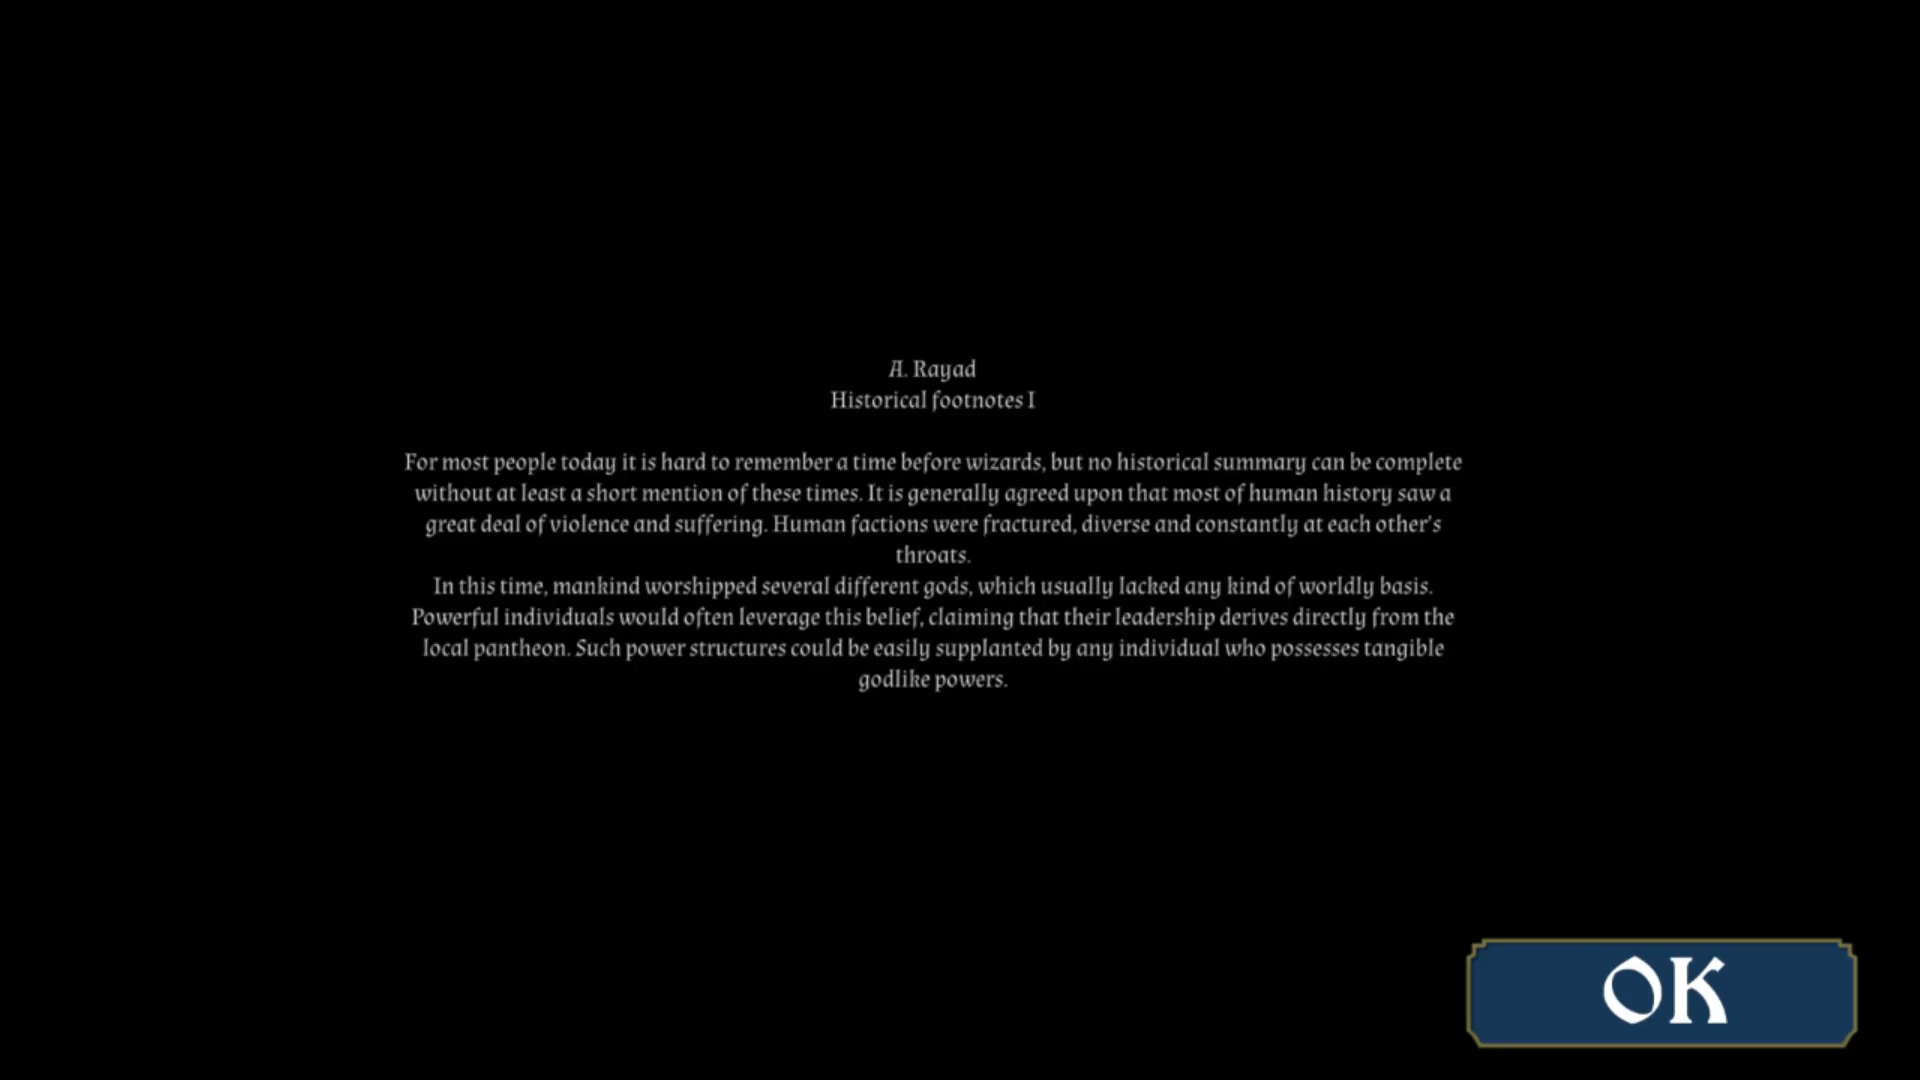 A. Rayad
Historical footnotes I
For most people today it is hard to remember a time before wizards, but no historical summary can be complete
without at least a short mention of these times. It is generally agreed upon that most of human history saw a
great deal of violence and suffering. Human factions were fractured, diverse and constantly at each other's
throats.
In this time, mankind worshipped several different gods, which usually lacked any kind of worldly basis.
Powerful individuals would often leverage this belief, claiming that their leadership derives directly from the
local pantheon. Such power structures could be easily supplanted by any individual who possesses tangible
godlike powers.
OK